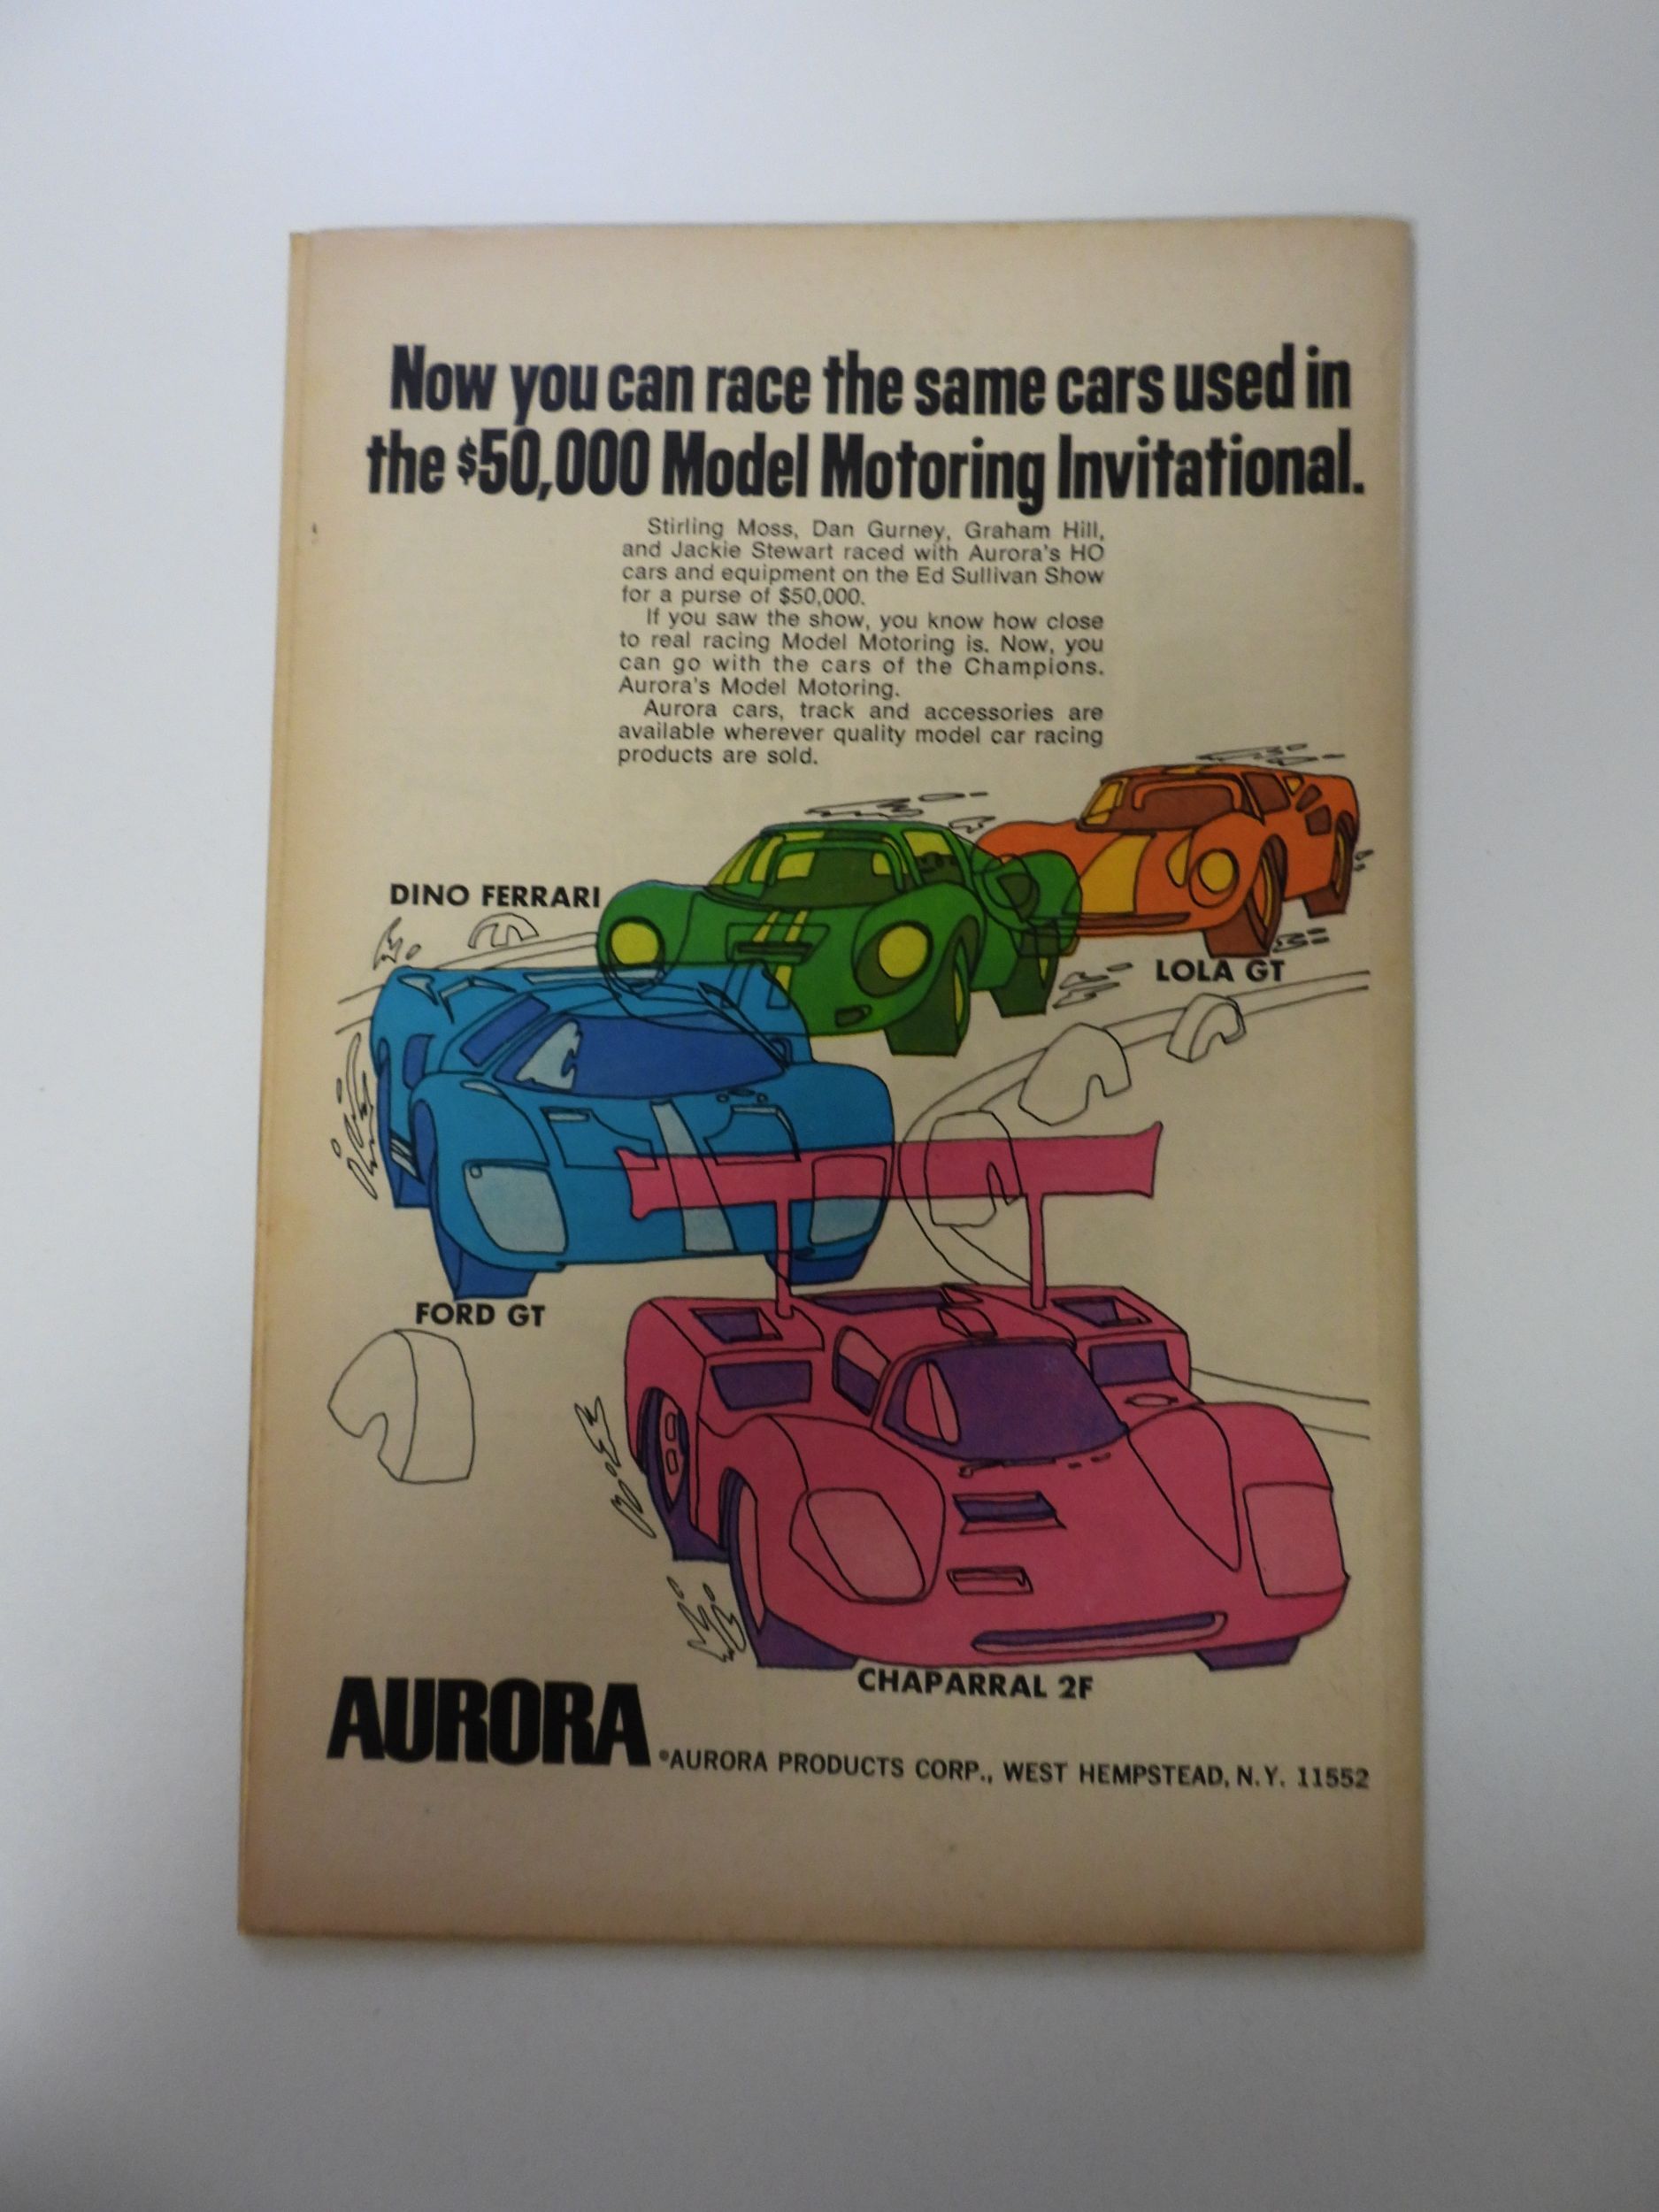 Now you can race the same cars used in
the $50,000 Model Motoring Invitational.
Stirling Moss, Dan Gurney, Graham Hill,
and Jackie Stewart raced with Aurora's HO
cars and equipment on the Ed Sullivan Show
for a purse of $50,000.
If you saw the show, you know how close
to real racing Model Motoring is. Now, you
can go with the cars of the Champions.
Aurora's Model Motoring.
Aurora cars, track and accessories are
available wherever quality model car racing
products are sold.
DINO FERRARI
LOLA GT
FORD GT
CHAPARRAL 2F
AURORA
®AURORA PRODUCTS CORP., WEST HEMPSTEAD, N.Y. 11552